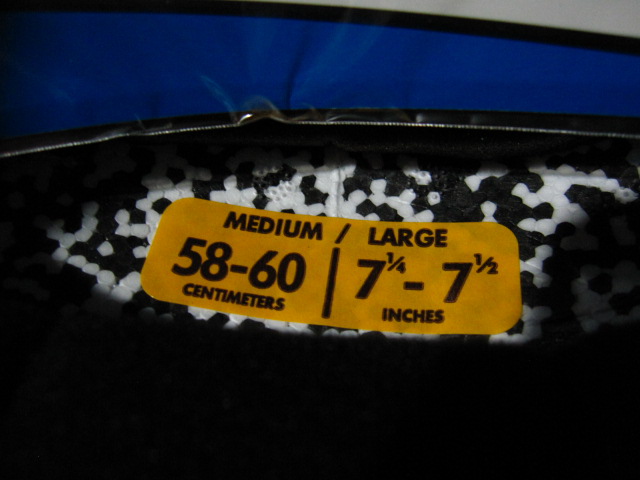 MEDIUM / LARGE
58-60 | 7¼- 7½
CENTIMETERS INCHES